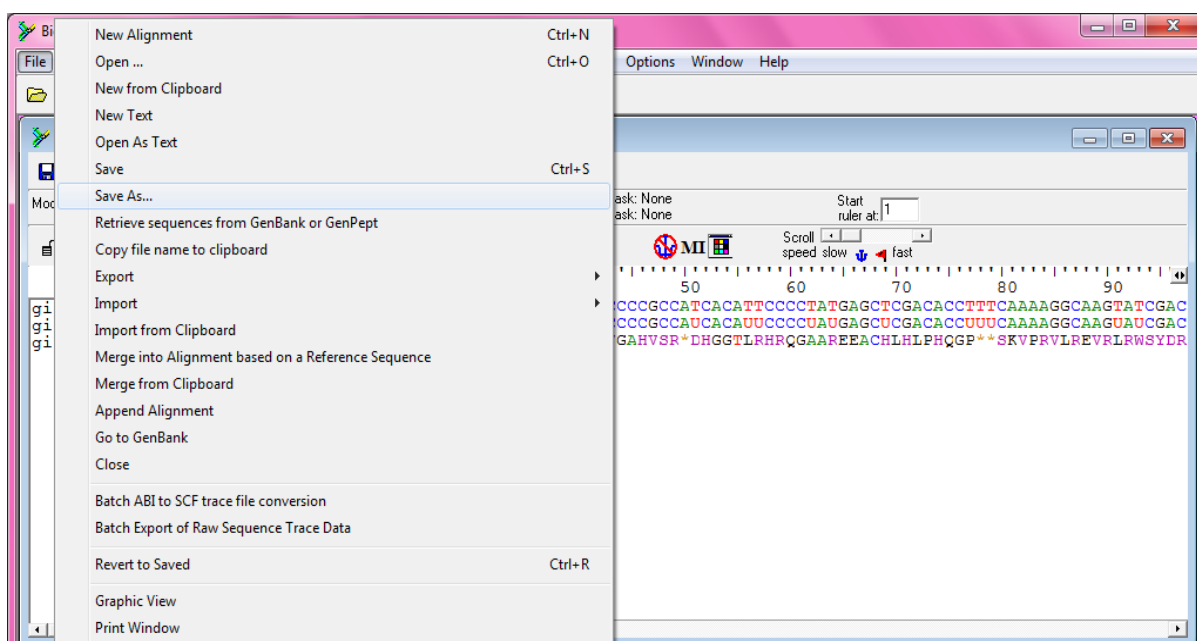 Bi
File Options Window Help
New Alignment Ctrl+N
Open ... Ctrl+O
New from Clipboard
New Text
Open As Text
Save Ctrl+S
Save As...
Retrieve sequences from GenBank or GenPept
Copy file name to clipboard
Export
Import
Import from Clipboard
Merge into Alignment based on a Reference Sequence
Merge from Clipboard
Append Alignment
Go to GenBank
Close
Batch ABI to SCF trace file conversion
Batch Export of Raw Sequence Trace Data
Revert to Saved Ctrl+R
Graphic View
Print Window
Mod
ask: None
ask: None
Start
ruler at: 1
MI
Scroll
speed slow fast
50 60 70 80 90
gi CCCGCCATCACATTCCCCTATGAGCTCGACACCTTTCAAAAGGCAAGTATCGAC
gi CCCGCCAUCACAUUCCCCUAUGAGCUCGACACCUUUCAAAAGGCAAGUAUCGAC
gi GAHVSR*DHGGTLRHRQGAAREEACHLHLPHQGP**SKVPRVLREVRLRWSYDR